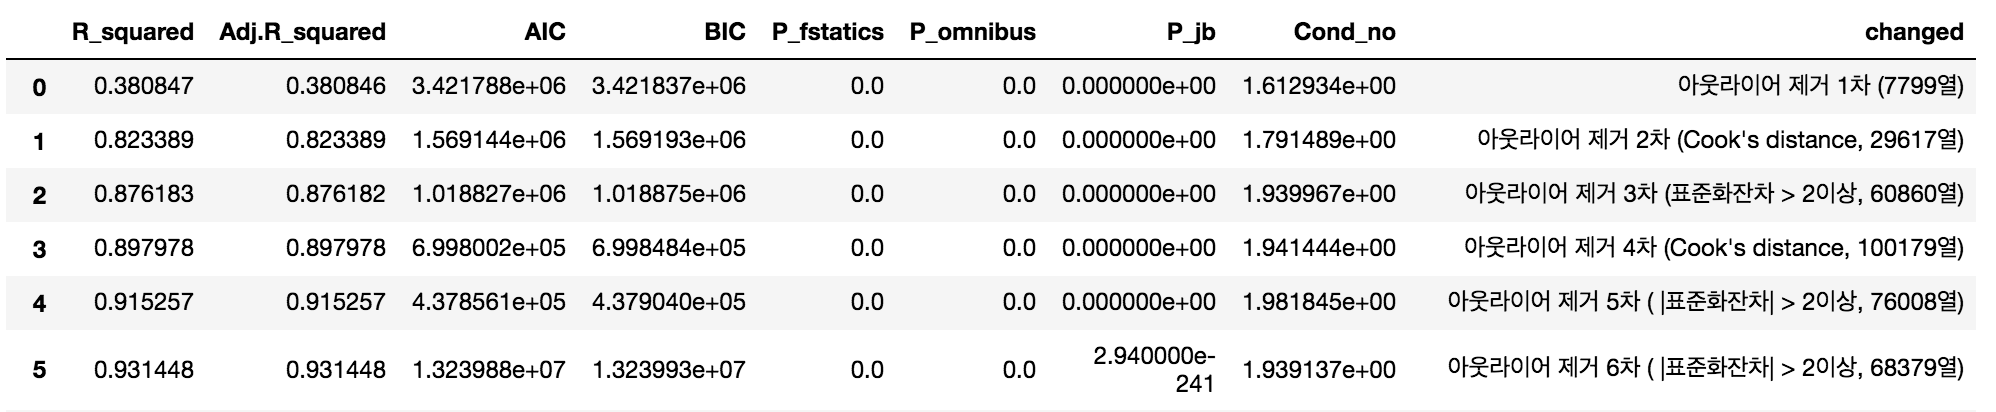 R_squared Adj.R_squared AIC BIC P_fstatics P_omnibus P_jb Cond_no changed
0 0.380847 0.380846 3.421788e+06 3.421837e+06 0.0 0.0 0.000000e+00 1.612934e+00 아웃라이어 제거 1차 (7799열)
1 0.823389 0.823389 1.569144e+06 1.569193e+06 0.0 0.0 0.000000e+00 1.791489e+00 아웃라이어 제거 2차 (Cook's distance, 29617열)
2 0.876183 0.876182 1.018827e+06 1.018875e+06 0.0 0.0 0.000000e+00 1.939967e+00 아웃라이어 제거 3차 (표준화잔차 > 2이상, 60860열)
3 0.897978 0.897978 6.998002e+05 6.998484e+05 0.0 0.0 0.000000e+00 1.941444e+00 아웃라이어 제거 4차 (Cook's distance, 100179열)
4 0.915257 0.915257 4.378561e+05 4.379040e+05 0.0 0.0 0.000000e+00 1.981845e+00 아웃라이어 제거 5차 ( |표준화잔차| > 2이상, 76008열)
5 0.931448 0.931448 1.323988e+07 1.323993e+07 0.0 0.0 2.940000e-241 1.939137e+00 아웃라이어 제거 6차 ( |표준화잔차| > 2이상, 68379열)